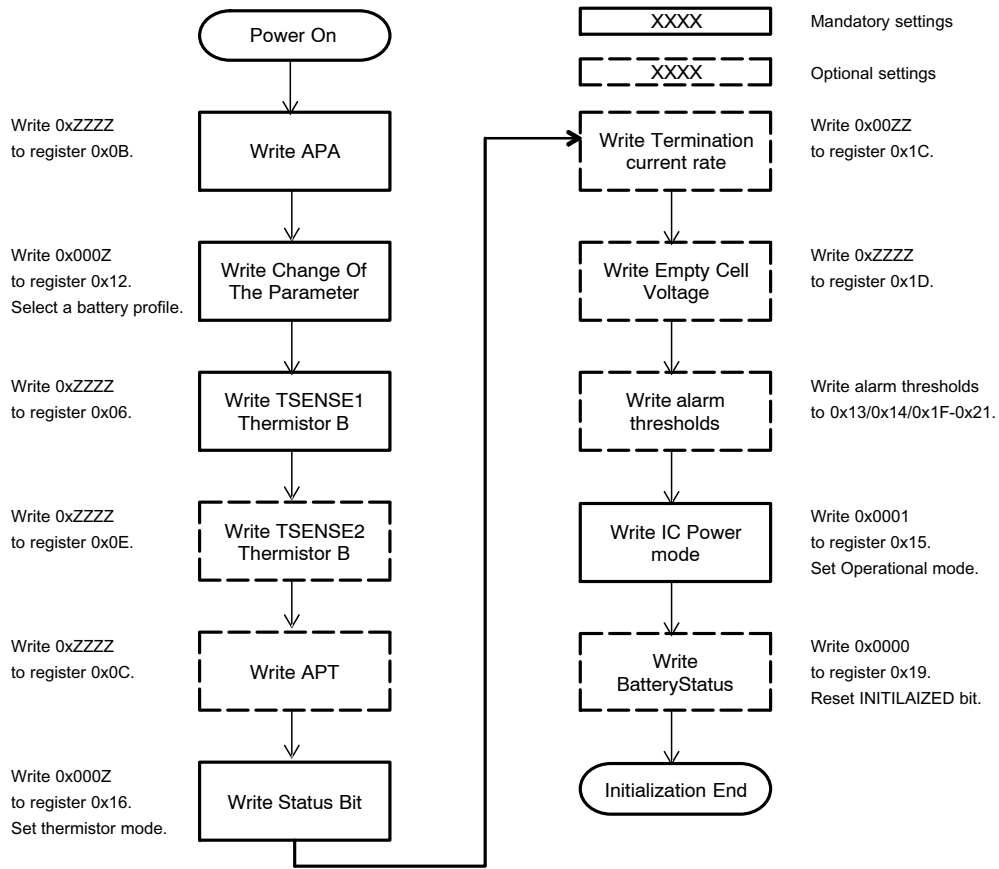 Power On
Write 0xZZZZ
to register 0x0B.
Write APA
Write 0x000Z
to register 0x12.
Select a battery profile.
Write Change Of
The Parameter
Write 0xZZZZ
to register 0x06.
Write TSENSE1
Thermistor B
Write 0xZZZZ
to register 0x0E.
Write TSENSE2
Thermistor B
Write 0xZZZZ
to register 0x0C.
Write APT
Write 0x000Z
to register 0x16.
Set thermistor mode.
Write Status Bit
XXXX
Mandatory settings
XXXX
Optional settings
Write Termination
current rate
Write 0x00ZZ
to register 0x1C.
Write Empty Cell
Voltage
Write 0xZZZZ
to register 0x1D.
Write alarm
thresholds
Write alarm thresholds
to 0x13/0x14/0x1F-0x21.
Write IC Power
mode
Write 0x0001
to register 0x15.
Set Operational mode.
Write
BatteryStatus
Write 0x0000
to register 0x19.
Reset INITILAIZED bit.
Initialization End